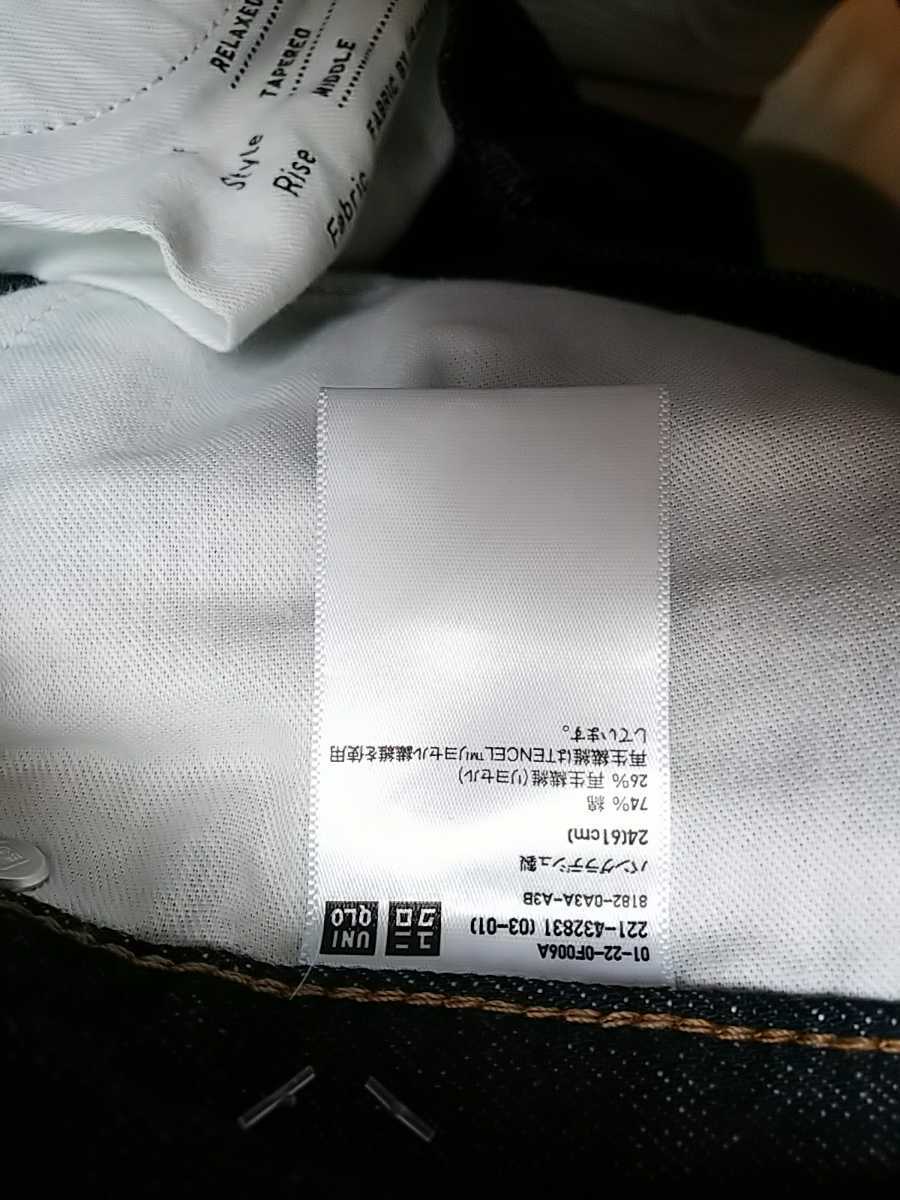 RELAXED
Style TAPERED
Rise MIDDLE
Fabric FABRIC BY
01-22-0F006A
221-432831 (03-01)
8182-0A3A-A3B
ユニ
クロ
UNI
QLO
バングラデシュ製
24(61cm)
74% 綿
26% 再生繊維(リヨセル)
再生繊維はTENCEL™リヨセル繊維を使用
しています。